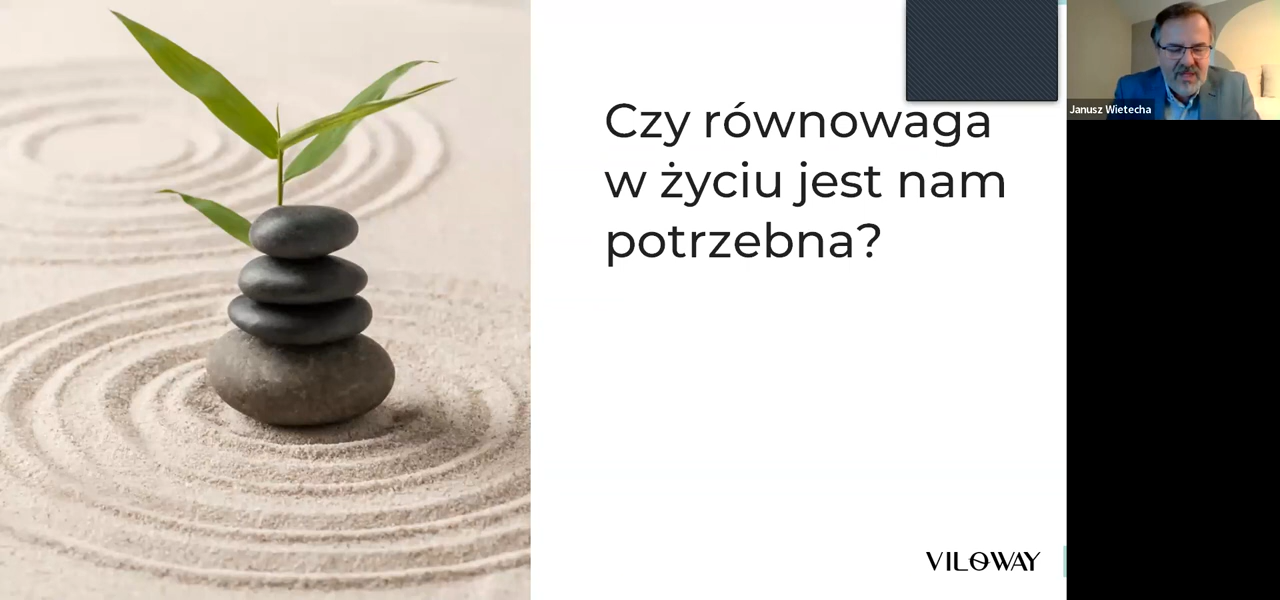 Czy równowaga
w życiu jest nam
potrzebna?
VILOWAY
Janusz Wietecha